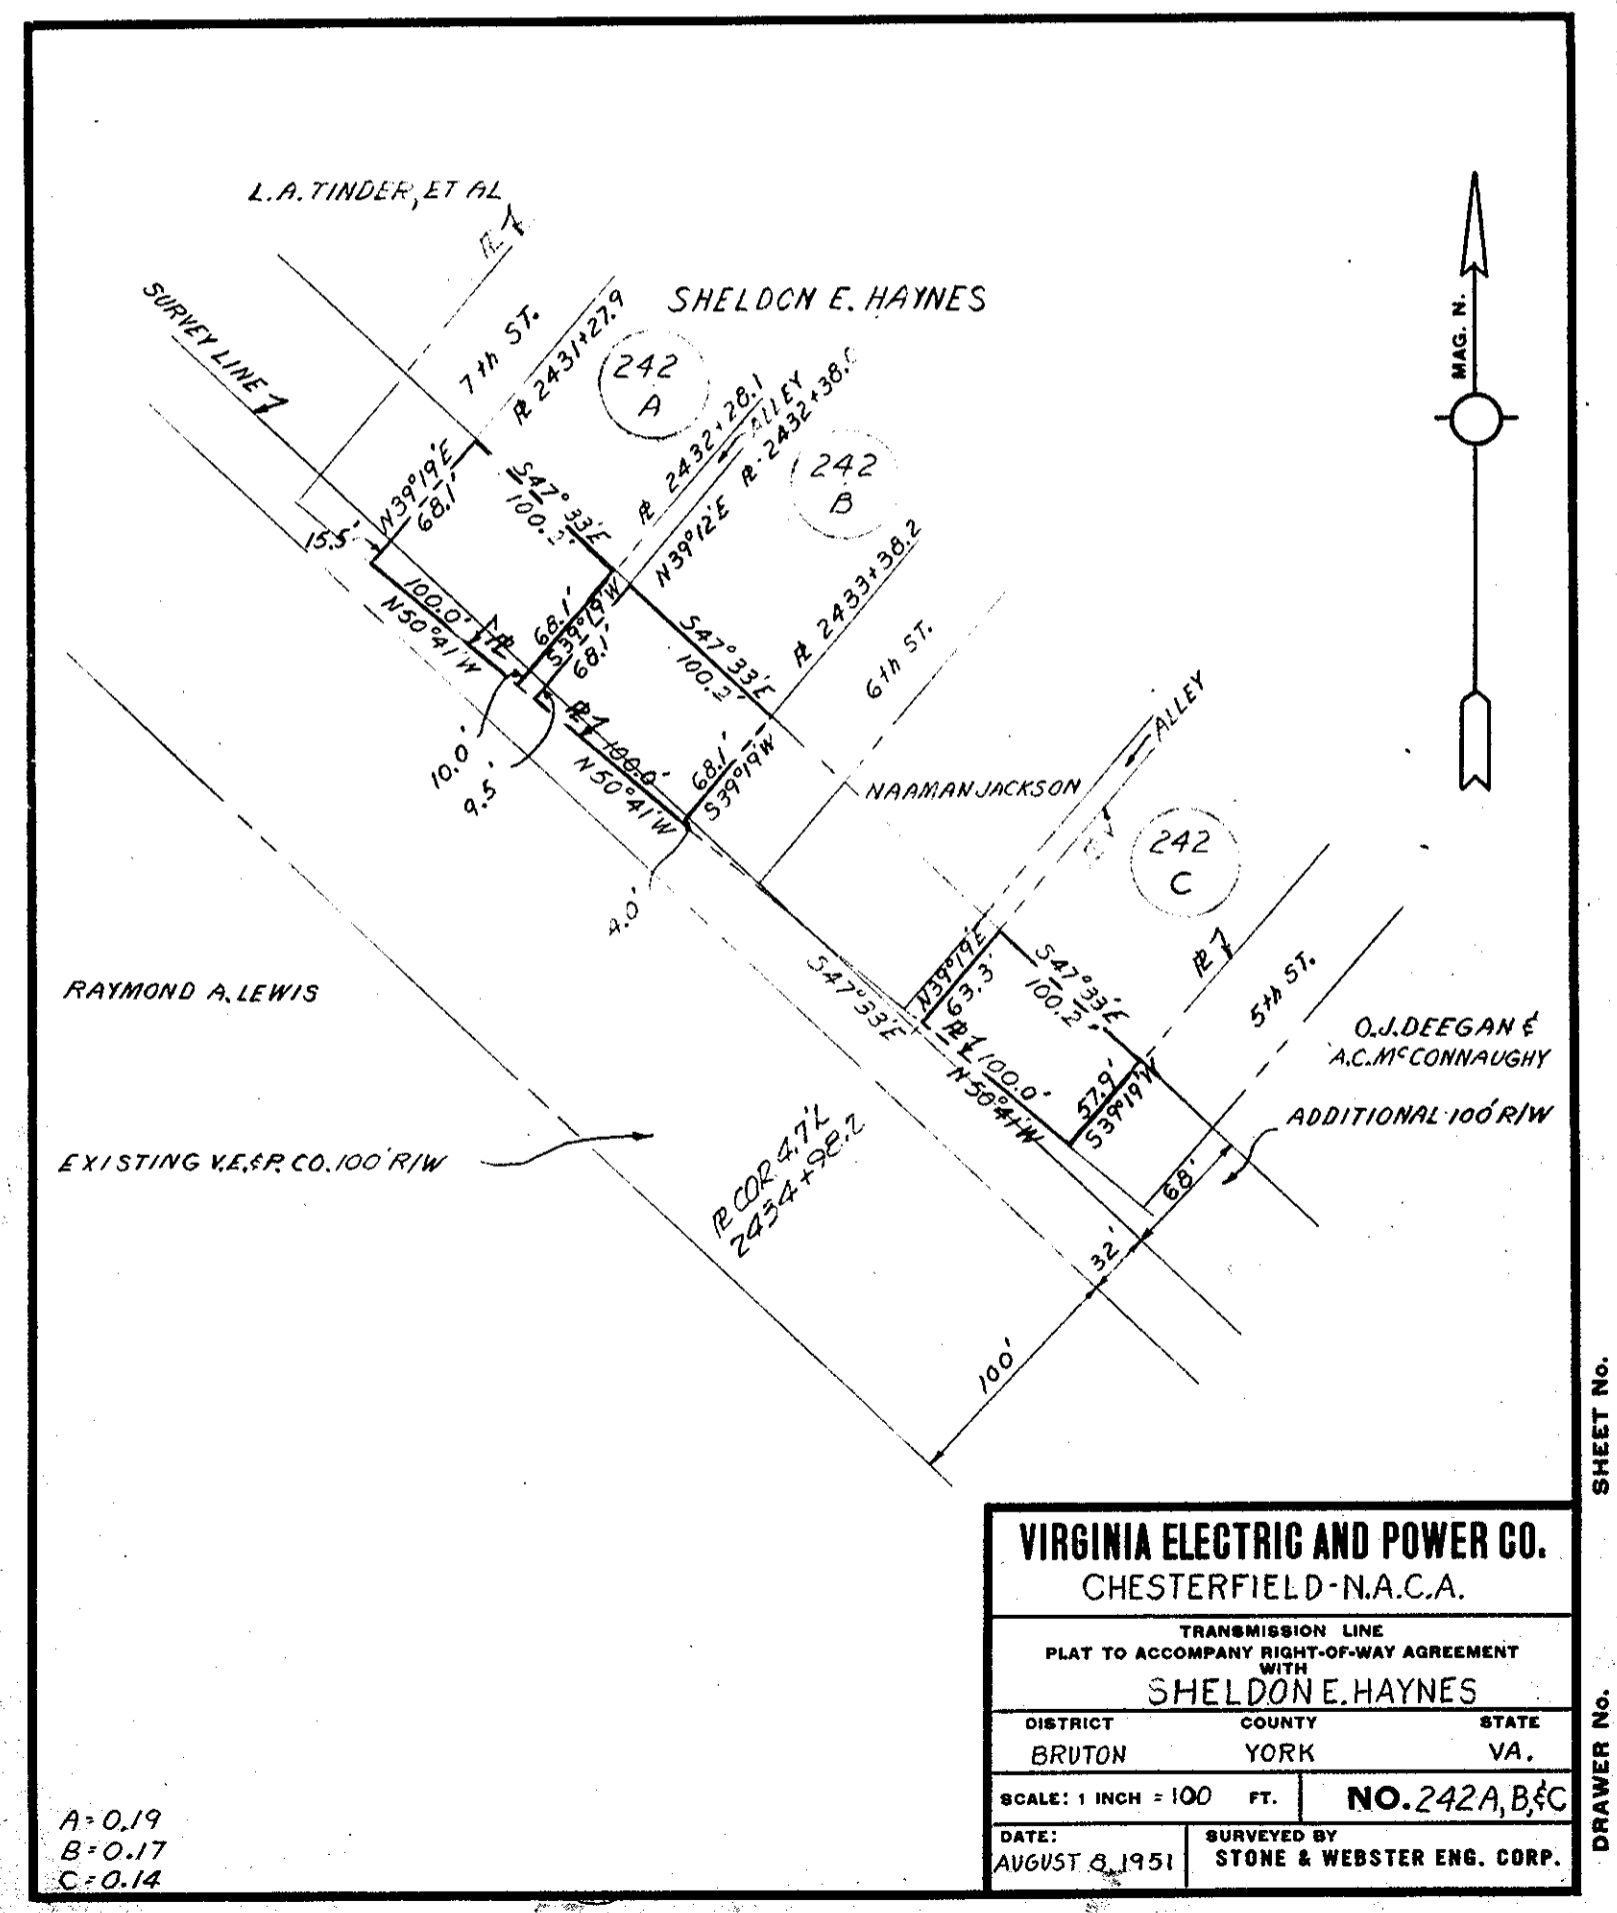 L.A. TINDER, ET AL
SURVEY LINE
7th ST.
SHELDON E. HAYNES
242
A
ALLEY
242
B
MAG. N.
℞ 2431+27.9
℞ 2432+28.1
℞ 2432+38.0
N39°19'E
68.1'
S47°33'E
100.2'
N39°12'E
℞ 2433+38.2
15.5'
100.0'
N50°41'W
℞
68.1'
S39°19'W
68.1'
S47°33'E
100.2'
6th ST.
ALLEY
10.0'
9.5'
℞
100.0'
N50°41'W
68.1'
S39°19'W
NAAMAN JACKSON
242
C
4.0'
S47°33'E
N39°19'E
63.3'
S47°33'E
100.2'
℞
5th ST.
RAYMOND A. LEWIS
O.J. DEEGAN &
A.C. McCONNAUGHY
℞
100.0'
N50°41'W
57.9'
S39°19'W
ADDITIONAL 100' R/W
EXISTING V.E.&P. CO. 100' R/W
℞ COR. 4.7'L
2434+98.2
68'
32'
100'
VIRGINIA ELECTRIC AND POWER CO.
CHESTERFIELD-N.A.C.A.
TRANSMISSION LINE
PLAT TO ACCOMPANY RIGHT-OF-WAY AGREEMENT
WITH
SHELDON E. HAYNES
DISTRICT COUNTY STATE
BRUTON YORK VA.
SCALE: 1 INCH = 100 FT. NO. 242A, B, &C
DATE: SURVEYED BY
AUGUST 8, 1951 STONE & WEBSTER ENG. CORP.
A=0.19
B=0.17
C=0.14
SHEET No.
DRAWER No.